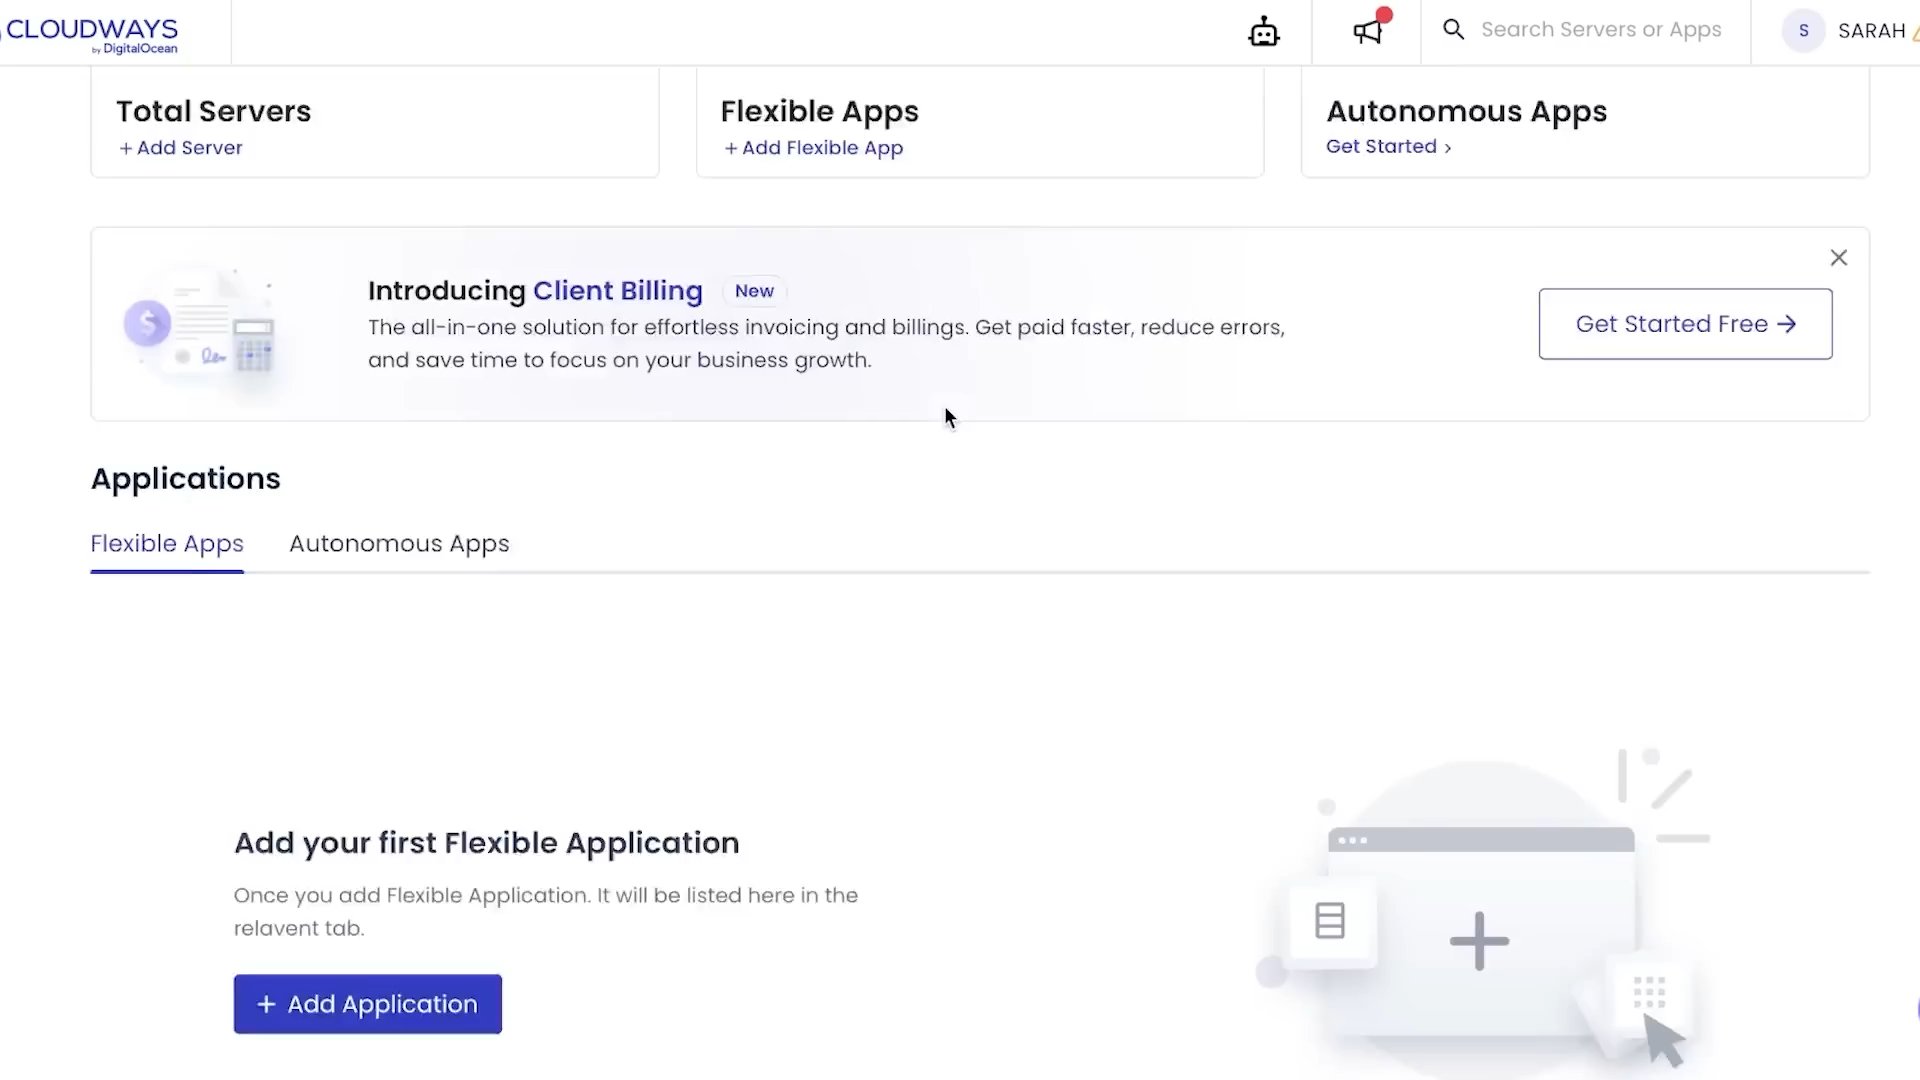 CLOUDWAYS
by DigitalOcean
Search Servers or Apps
S
SARAH
Total Servers
+ Add Server
Flexible Apps
+ Add Flexible App
Autonomous Apps
Get Started ›
Introducing Client Billing New
The all-in-one solution for effortless invoicing and billings. Get paid faster, reduce errors,
and save time to focus on your business growth.
Get Started Free →
$
Applications
Flexible Apps
Autonomous Apps
Add your first Flexible Application
Once you add Flexible Application. It will be listed here in the
relavent tab.
+ Add Application